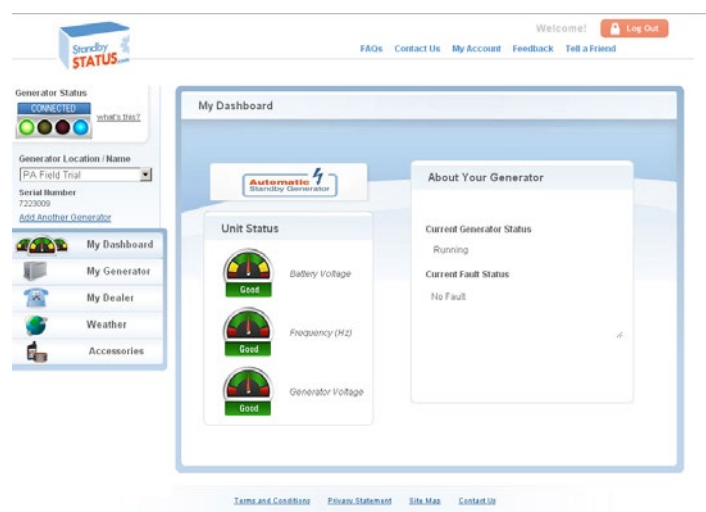 Standby
STATUS.com
Welcome!
Log Out
FAQs Contact Us My Account Feedback Tell a Friend
Generator Status
CONNECTED
what's this?
Generator Location / Name
PA Field Trial
Serial Number
7223009
Add Another Generator
My Dashboard
My Generator
My Dealer
Weather
Accessories
My Dashboard
Automatic
Standby Generator
Unit Status
Good
Battery Voltage
Good
Frequency (Hz)
Good
Generator Voltage
About Your Generator
Current Generator Status
Running
Current Fault Status
No Fault
Terms and Conditions Privacy Statement Site Map Contact Us